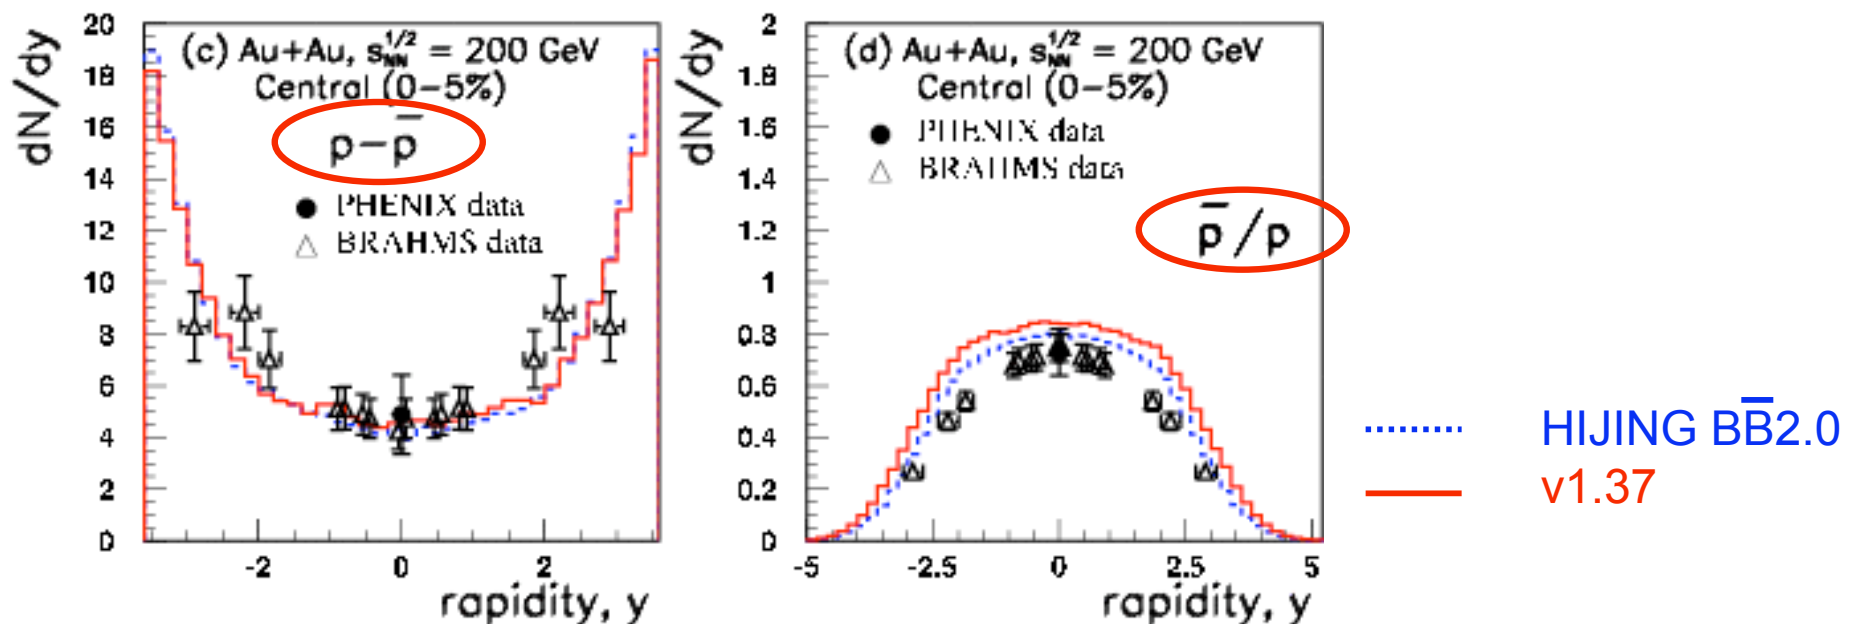 (c) Au+Au, s_NN^1/2 = 200 GeV
Central (0-5%)
p-p̄
PHENIX data
BRAHMS data
dN/dy
20
18
16
14
12
10
8
6
4
2
0
-2
0
2
rapidity, y
(d) Au+Au, s_NN^1/2 = 200 GeV
Central (0-5%)
PHENIX data
BRAHMS data
p̄/p
dN/dy
2
1.8
1.6
1.4
1.2
1
0.8
0.6
0.4
0.2
0
-5
-2.5
0
2.5
5
rapidity, y
HIJING BB̄2.0
v1.37